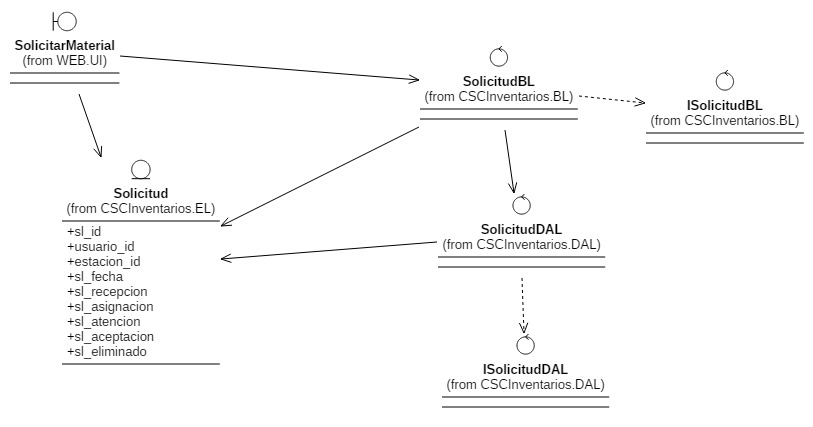 SolicitarMaterial
(from WEB.UI)
SolicitudBL
(from CSCInventarios.BL)
ISolicitudBL
(from CSCInventarios.BL)
Solicitud
(from CSCInventarios.EL)
+sl_id
+usuario_id
+estacion_id
+sl_fecha
+sl_recepcion
+sl_asignacion
+sl_atencion
+sl_aceptacion
+sl_eliminado
SolicitudDAL
(from CSCInventarios.DAL)
ISolicitudDAL
(from CSCInventarios.DAL)